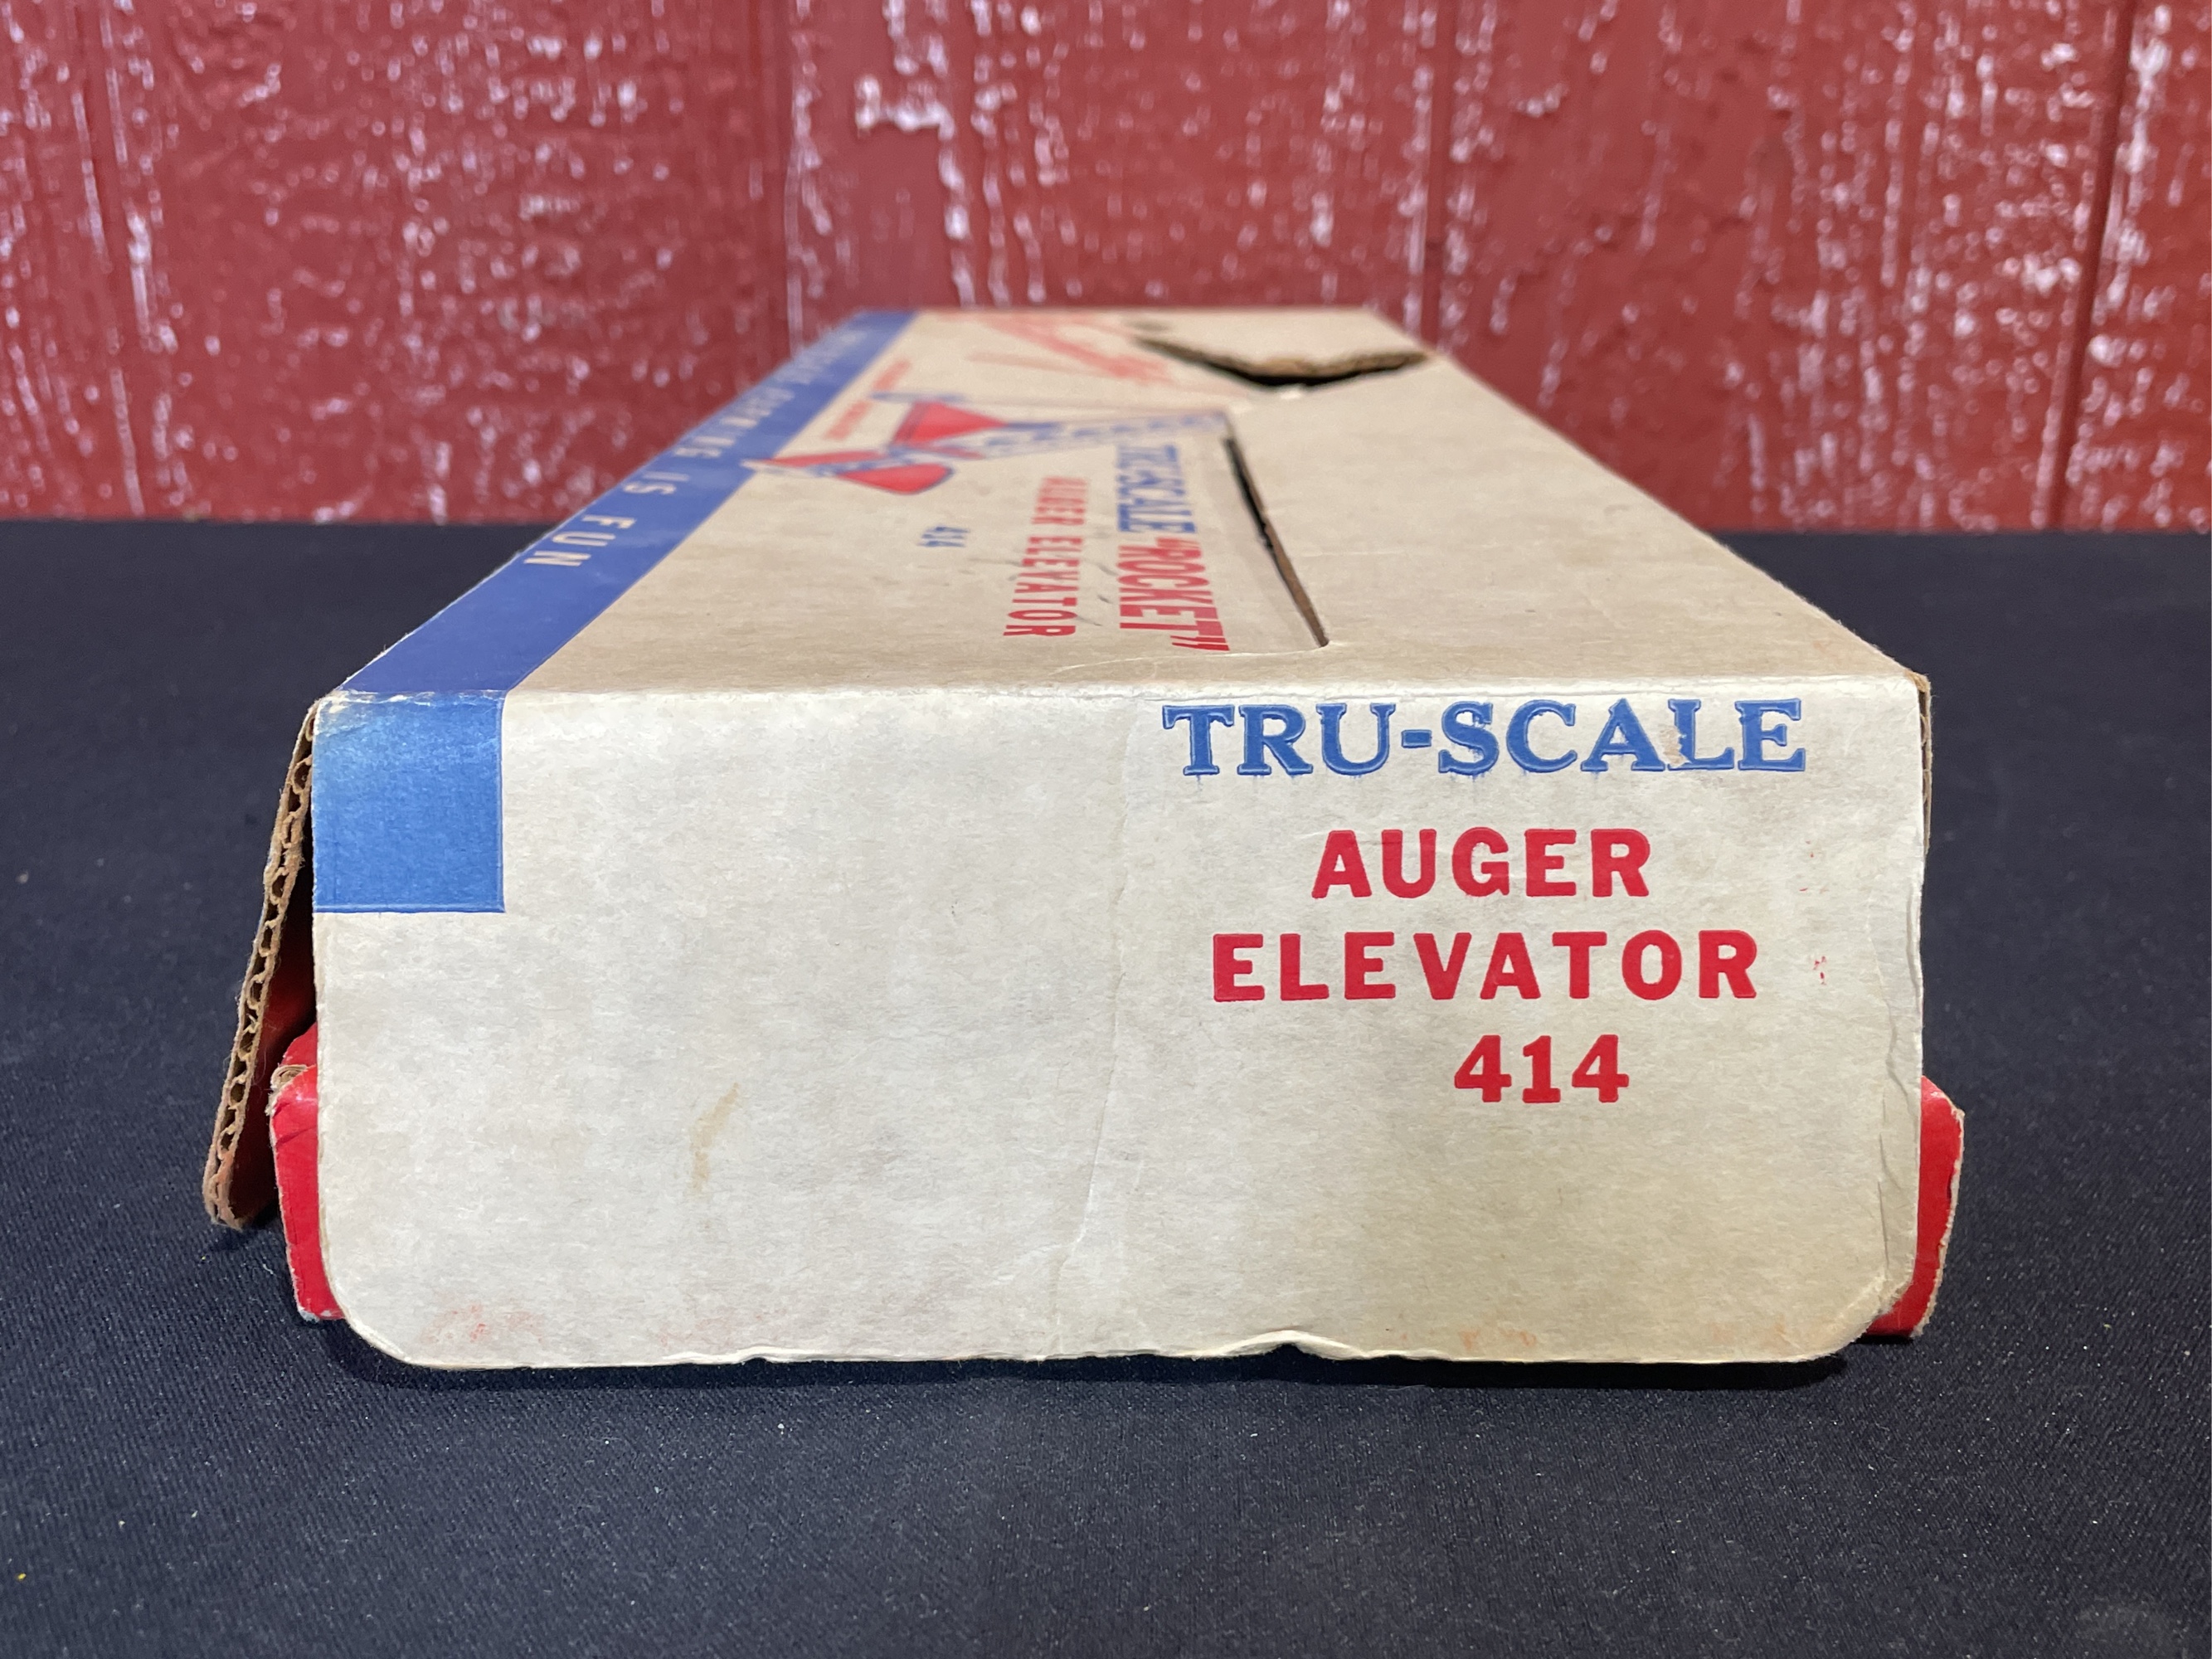 TRU-SCALE
AUGER
ELEVATOR
414
TRU-SCALE "ROCKET"
AUGER ELEVATOR
414
IS FUN